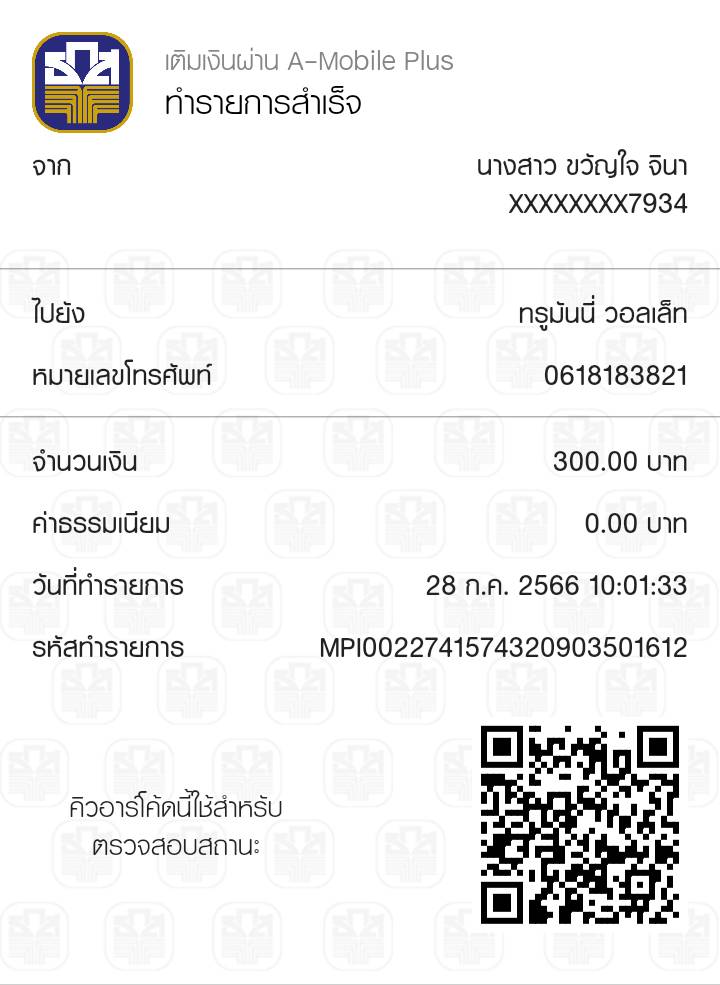 ธกส
เติมเงินผ่าน A-Mobile Plus
ทำรายการสำเร็จ
จาก นางสาว ขวัญใจ จินา
XXXXXXXX7934
ไปยัง ทรูมันนี่ วอลเล็ท
หมายเลขโทรศัพท์ 0618183821
จำนวนเงิน 300.00 บาท
ค่าธรรมเนียม 0.00 บาท
วันที่ทำรายการ 28 ก.ค. 2566 10:01:33
รหัสทำรายการ MPI0022741574320903501612
คิวอาร์โค้ดนี้ใช้สำหรับ
ตรวจสอบสถานะ